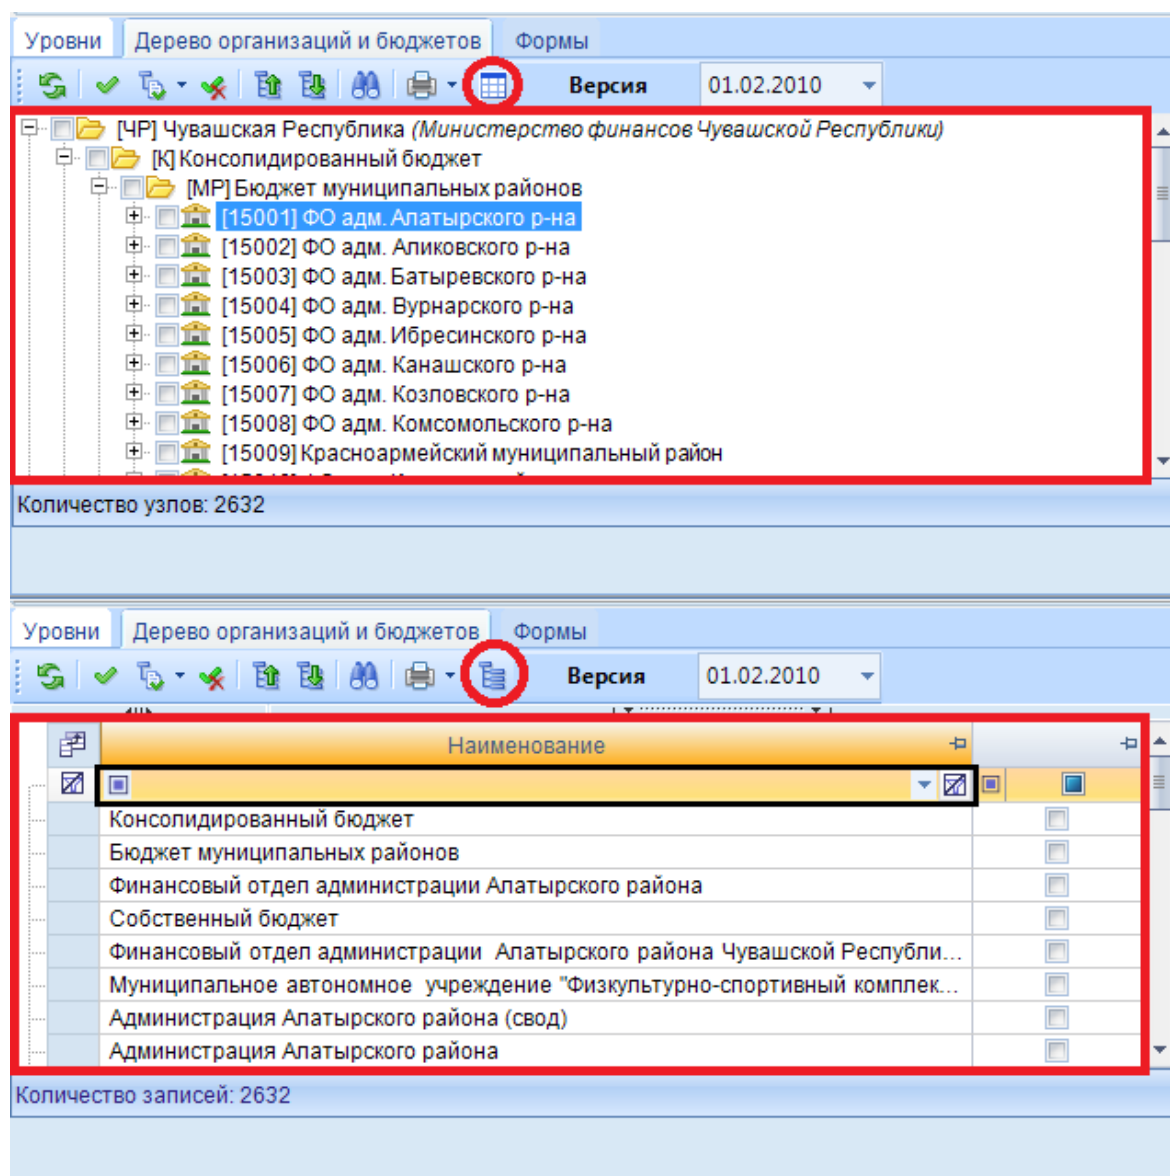 Уровни Дерево организаций и бюджетов Формы
Версия 01.02.2010
[ЧР] Чувашская Республика (Министерство финансов Чувашской Республики)
[К] Консолидированный бюджет
[МР] Бюджет муниципальных районов
[15001] ФО адм. Алатырского р-на
[15002] ФО адм. Аликовского р-на
[15003] ФО адм. Батыревского р-на
[15004] ФО адм. Вурнарского р-на
[15005] ФО адм. Ибресинского р-на
[15006] ФО адм. Канашского р-на
[15007] ФО адм. Козловского р-на
[15008] ФО адм. Комсомольского р-на
[15009] Красноармейский муниципальный район
Количество узлов: 2632
Уровни Дерево организаций и бюджетов Формы
Версия 01.02.2010
Наименование
Консолидированный бюджет
Бюджет муниципальных районов
Финансовый отдел администрации Алатырского района
Собственный бюджет
Финансовый отдел администрации Алатырского района Чувашской Республи...
Муниципальное автономное учреждение "Физкультурно-спортивный комплек...
Администрация Алатырского района (свод)
Администрация Алатырского района
Количество записей: 2632